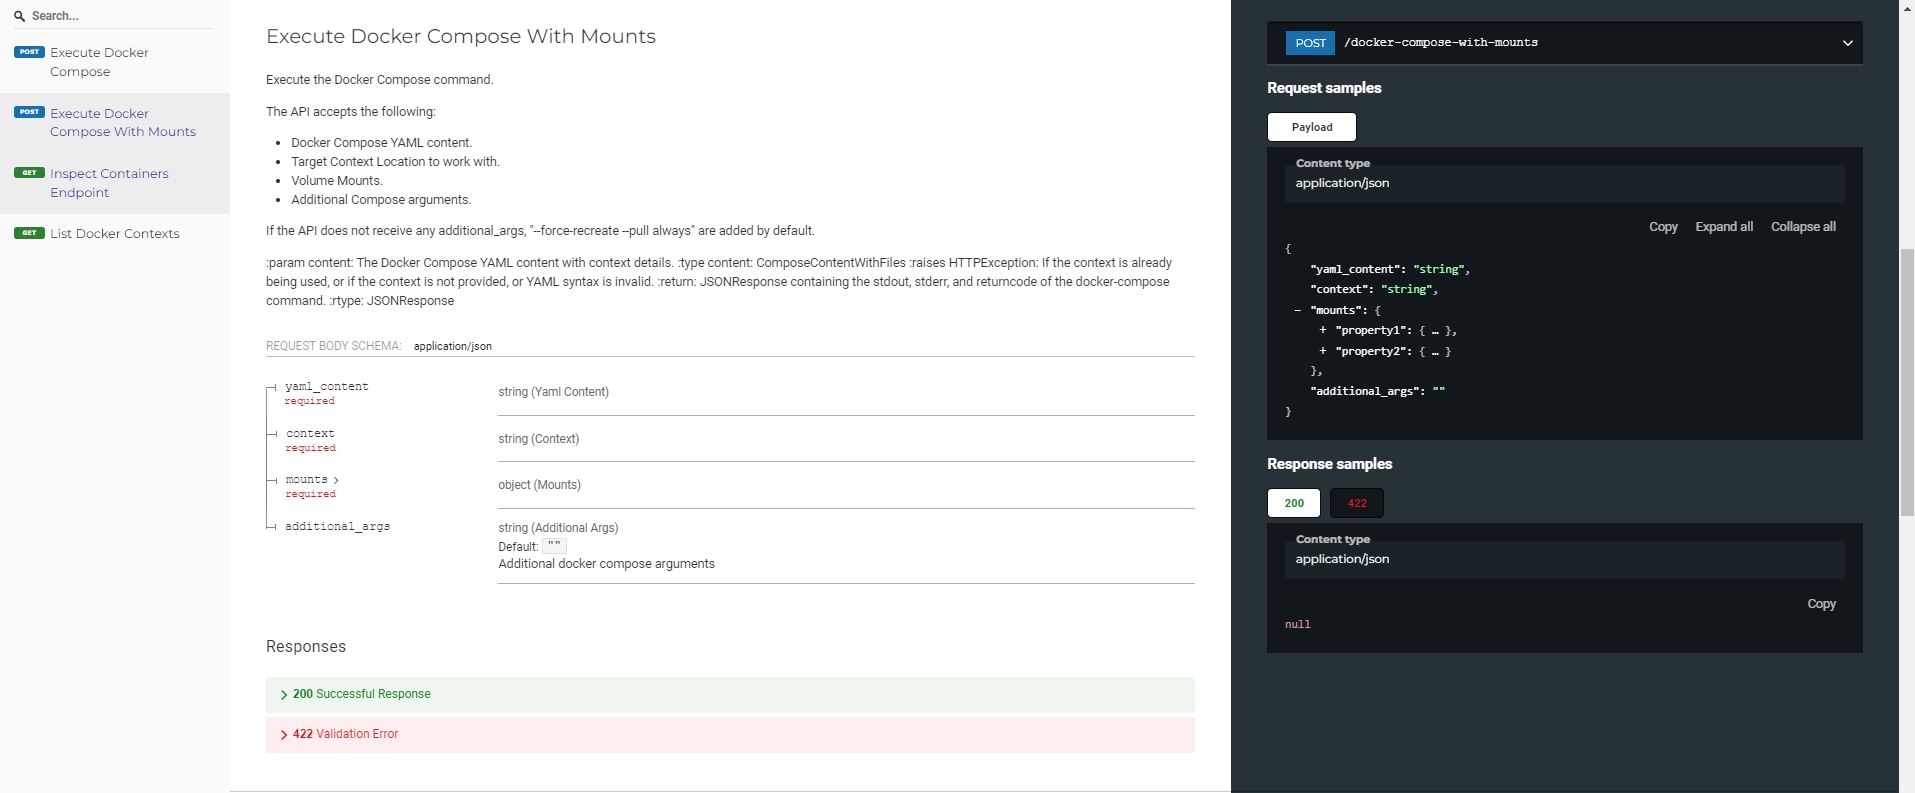 Search...
POST Execute Docker
Compose
POST Execute Docker
Compose With Mounts
GET Inspect Containers
Endpoint
GET List Docker Contexts
Execute Docker Compose With Mounts
Execute the Docker Compose command.
The API accepts the following:
• Docker Compose YAML content.
• Target Context Location to work with.
• Volume Mounts.
• Additional Compose arguments.
If the API does not receive any additional_args, "--force-recreate --pull always" are added by default.
:param content: The Docker Compose YAML content with context details. :type content: ComposeContentWithFiles :raises HTTPException: If the context is already
being used, or if the context is not provided, or YAML syntax is invalid. :return: JSONResponse containing the stdout, stderr, and returncode of the docker-compose
command. :rtype: JSONResponse
REQUEST BODY SCHEMA: application/json
yaml_content
required
string (Yaml Content)
context
required
string (Context)
mounts >
required
object (Mounts)
additional_args
string (Additional Args)
Default: ""
Additional docker compose arguments
Responses
> 200 Successful Response
> 422 Validation Error
POST /docker-compose-with-mounts
Request samples
Payload
Content type
application/json
Copy Expand all Collapse all
{
"yaml_content": "string",
"context": "string",
– "mounts": {
+ "property1": { … },
+ "property2": { … }
},
"additional_args": ""
}
Response samples
200 422
Content type
application/json
Copy
null